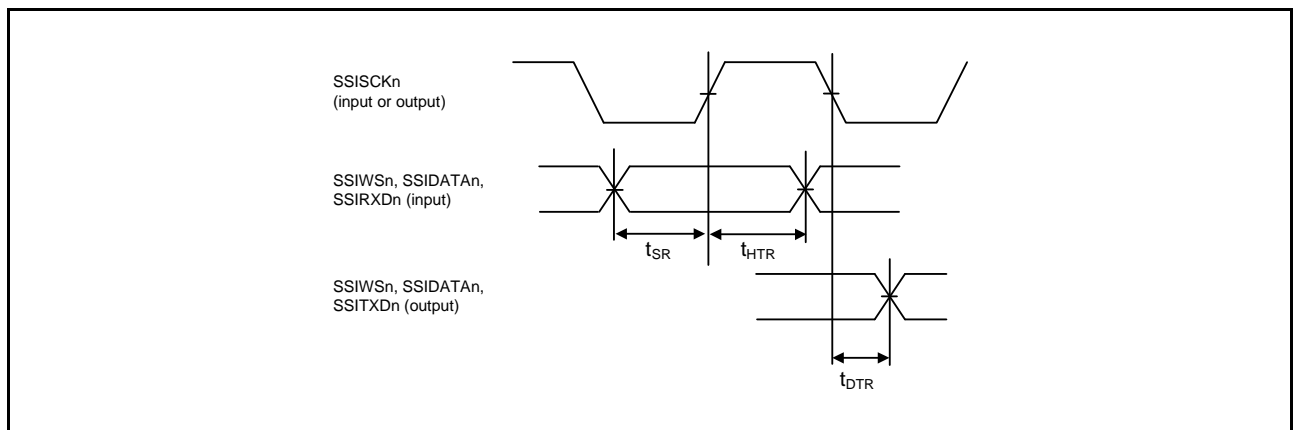 SSISCKn
(input or output)
SSIWSn, SSIDATAn,
SSIRXDn (input)
tSR
tHTR
SSIWSn, SSIDATAn,
SSITXDn (output)
tDTR